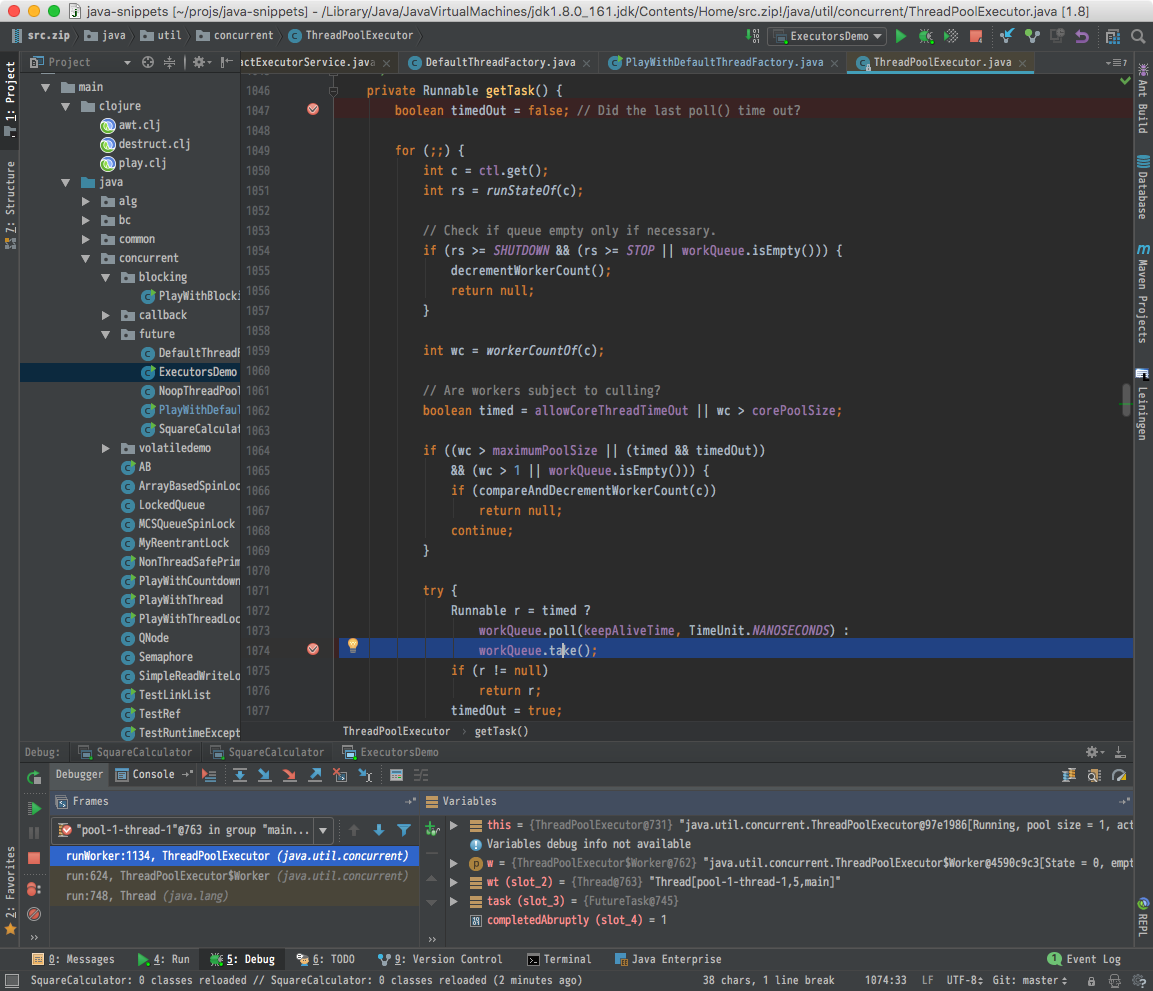 java-snippets [~/projs/java-snippets] - /Library/Java/JavaVirtualMachines/jdk1.8.0_161.jdk/Contents/Home/src.zip!/java/util/concurrent/ThreadPoolExecutor.java [1.8]
src.zip java util concurrent ThreadPoolExecutor ExecutorsDemo
Project
actExecutorService.java DefaultThreadFactory.java PlayWithDefaultThreadFactory.java ThreadPoolExecutor.java
1: Project
7: Structure
2: Favorites
main
clojure
awt.clj
destruct.clj
play.clj
java
alg
bc
common
concurrent
blocking
PlayWithBlocki
callback
future
DefaultThreadF
ExecutorsDemo
NoopThreadPool
PlayWithDefaul
SquareCalculat
volatiledemo
AB
ArrayBasedSpinLoc
LockedQueue
MCSQueueSpinLock
MyReentrantLock
NonThreadSafePrim
PlayWithCountdown
PlayWithThread
PlayWithThreadLoc
QNode
Semaphore
SimpleReadWriteLo
TestLinkList
TestRef
TestRuntimeExcept
1046 private Runnable getTask() {
1047 boolean timedOut = false; // Did the last poll() time out?
1048
1049 for (;;) {
1050 int c = ctl.get();
1051 int rs = runStateOf(c);
1052
1053 // Check if queue empty only if necessary.
1054 if (rs >= SHUTDOWN && (rs >= STOP || workQueue.isEmpty())) {
1055 decrementWorkerCount();
1056 return null;
1057 }
1058
1059 int wc = workerCountOf(c);
1060
1061 // Are workers subject to culling?
1062 boolean timed = allowCoreThreadTimeOut || wc > corePoolSize;
1063
1064 if ((wc > maximumPoolSize || (timed && timedOut))
1065 && (wc > 1 || workQueue.isEmpty())) {
1066 if (compareAndDecrementWorkerCount(c))
1067 return null;
1068 continue;
1069 }
1070
1071 try {
1072 Runnable r = timed ?
1073 workQueue.poll(keepAliveTime, TimeUnit.NANOSECONDS) :
1074 workQueue.take();
1075 if (r != null)
1076 return r;
1077 timedOut = true;
ThreadPoolExecutor › getTask()
Ant Build
Database
Maven Projects
Leiningen
REPL
Debug: SquareCalculator SquareCalculator ExecutorsDemo
Debugger Console
Frames
"pool-1-thread-1"@763 in group "main...
runWorker:1134, ThreadPoolExecutor (java.util.concurrent)
run:624, ThreadPoolExecutor$Worker (java.util.concurrent)
run:748, Thread (java.lang)
Variables
this = {ThreadPoolExecutor@731} "java.util.concurrent.ThreadPoolExecutor@97e1986[Running, pool size = 1, act
Variables debug info not available
w = {ThreadPoolExecutor$Worker@762} "java.util.concurrent.ThreadPoolExecutor$Worker@4590c9c3[State = 0, empt
wt (slot_2) = {Thread@763} "Thread[pool-1-thread-1,5,main]"
task (slot_3) = {FutureTask@745}
completedAbruptly (slot_4) = 1
0: Messages 4: Run 5: Debug 6: TODO 9: Version Control Terminal Java Enterprise 1 Event Log
SquareCalculator: 0 classes reloaded // SquareCalculator: 0 classes reloaded (2 minutes ago) 38 chars, 1 line break 1074:33 LF UTF-8 Git: master